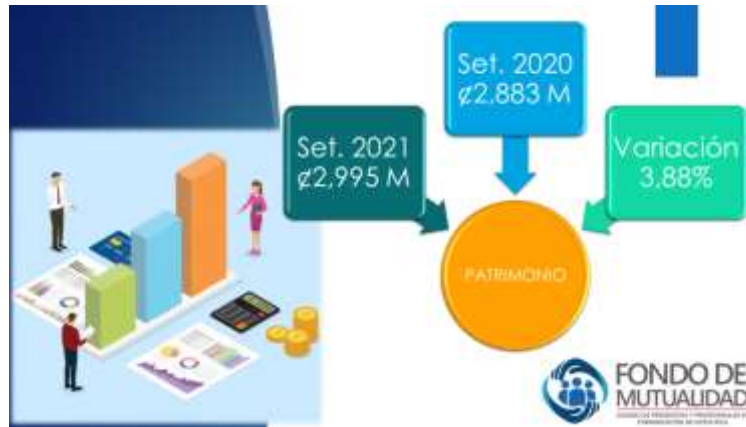 Set. 2020
¢2,883 M
Set. 2021
¢2,995 M
Variación
3,88%
PATRIMONIO
FONDO DE
MUTUALIDAD